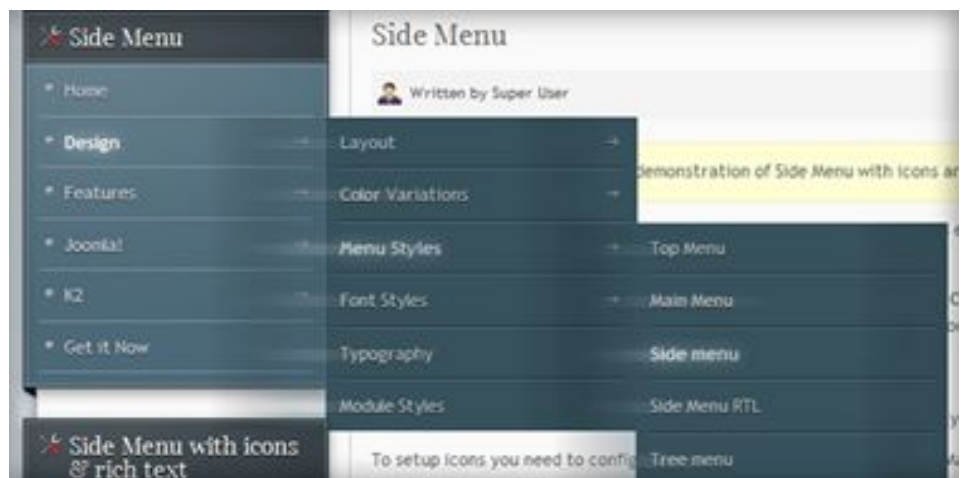 Side Menu
Home
Design
Features
Joomla!
K2
Get it Now
Side Menu with icons
& rich text
Side Menu
Written by Super User
Layout
Color Variations
Menu Styles
Font Styles
Typography
Module Styles
demonstration of Side Menu with icons
Top Menu
Main Menu
Side menu
Side Menu RTL
Tree menu
To setup icons you need to